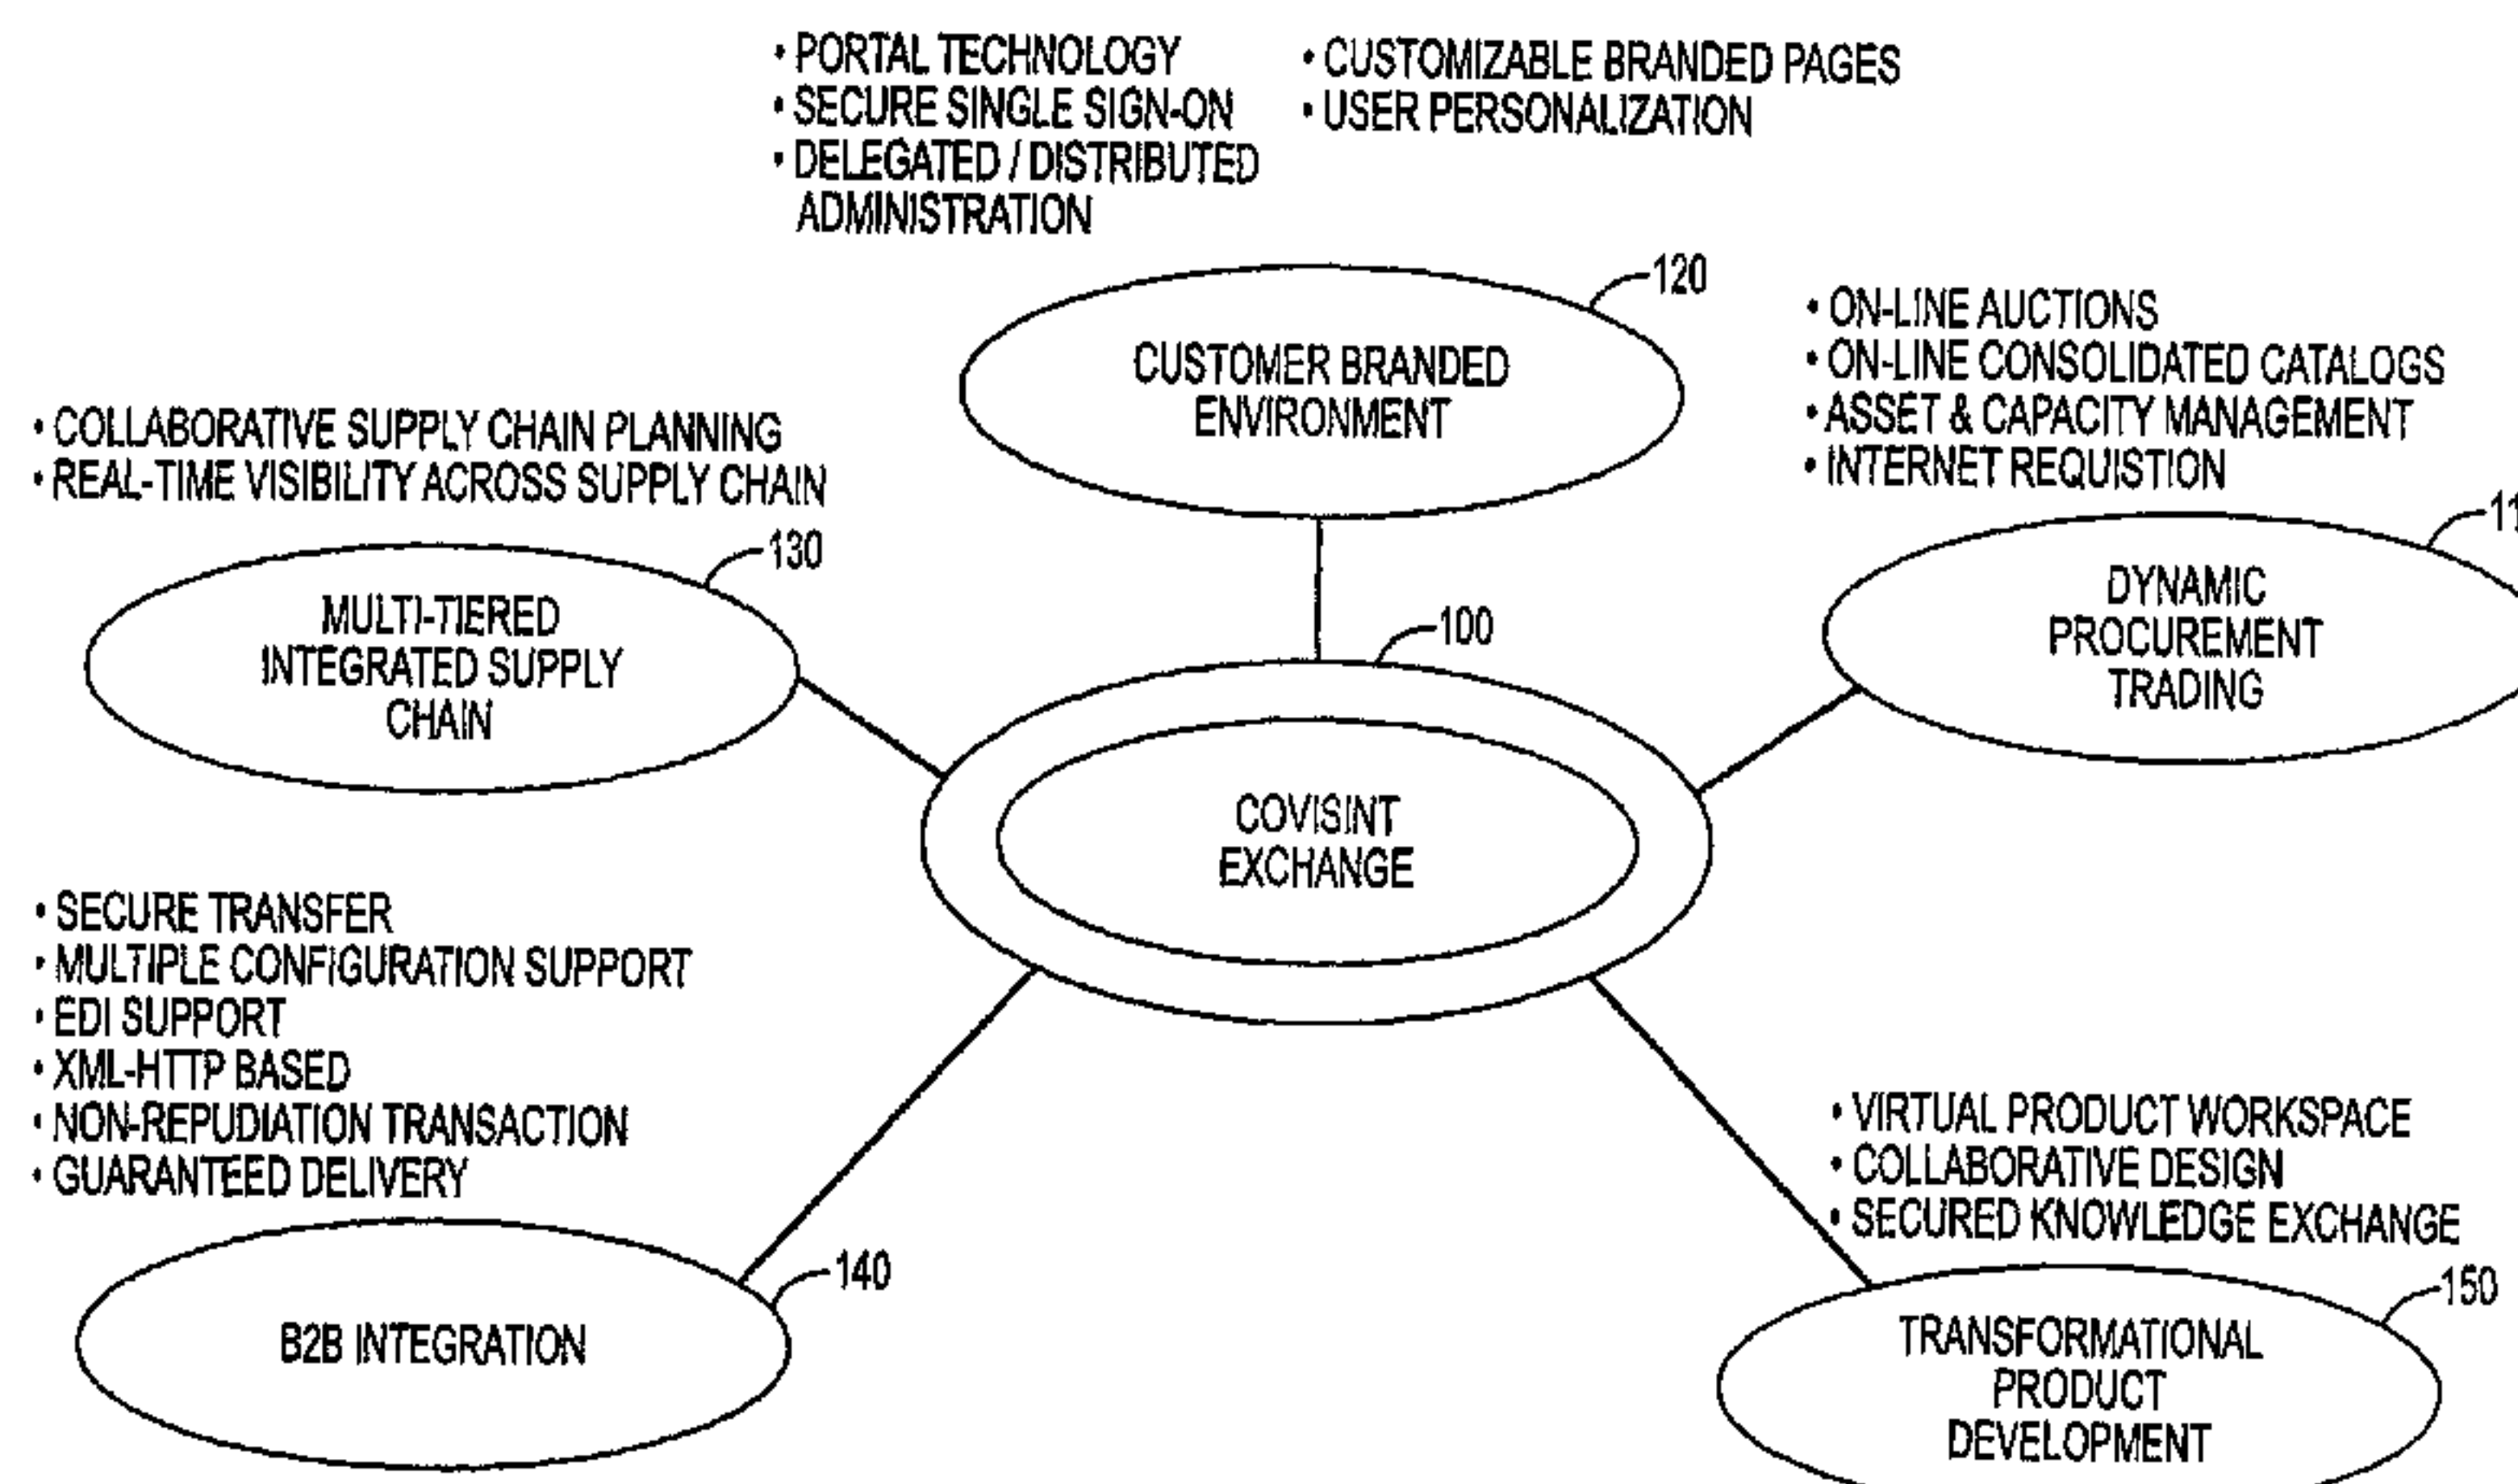 • PORTAL TECHNOLOGY
• SECURE SINGLE SIGN-ON
• DELEGATED / DISTRIBUTED
ADMINISTRATION
• CUSTOMIZABLE BRANDED PAGES
• USER PERSONALIZATION
120
CUSTOMER BRANDED
ENVIRONMENT
• ON-LINE AUCTIONS
• ON-LINE CONSOLIDATED CATALOGS
• ASSET & CAPACITY MANAGEMENT
• INTERNET REQUISTION
DYNAMIC
PROCUREMENT
TRADING
• COLLABORATIVE SUPPLY CHAIN PLANNING
• REAL-TIME VISIBILITY ACROSS SUPPLY CHAIN
130
MULTI-TIERED
INTEGRATED SUPPLY
CHAIN
100
COVISINT
EXCHANGE
• SECURE TRANSFER
• MULTIPLE CONFIGURATION SUPPORT
• EDI SUPPORT
• XML-HTTP BASED
• NON-REPUDIATION TRANSACTION
• GUARANTEED DELIVERY
140
B2B INTEGRATION
• VIRTUAL PRODUCT WORKSPACE
• COLLABORATIVE DESIGN
• SECURED KNOWLEDGE EXCHANGE
150
TRANSFORMATIONAL
PRODUCT
DEVELOPMENT